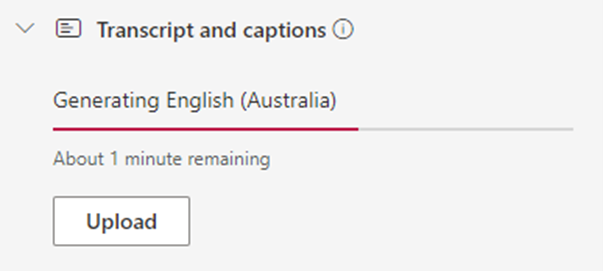 Transcript and captions
Generating English (Australia)
About 1 minute remaining
Upload